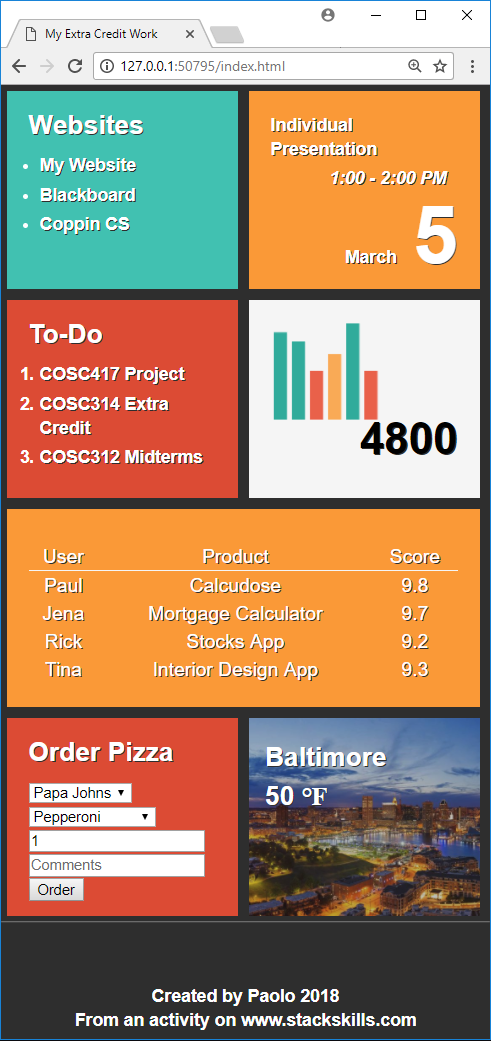 My Extra Credit Work
127.0.0.1:50795/index.html
Websites
My Website
Blackboard
Coppin CS
Individual
Presentation
1:00 - 2:00 PM
March 5
To-Do
1. COSC417 Project
2. COSC314 Extra
Credit
3. COSC312 Midterms
4800
User Product Score
Paul Calcudose 9.8
Jena Mortgage Calculator 9.7
Rick Stocks App 9.2
Tina Interior Design App 9.3
Order Pizza
Papa Johns
Pepperoni
1
Comments
Order
Baltimore
50 °F
Created by Paolo 2018
From an activity on www.stackskills.com